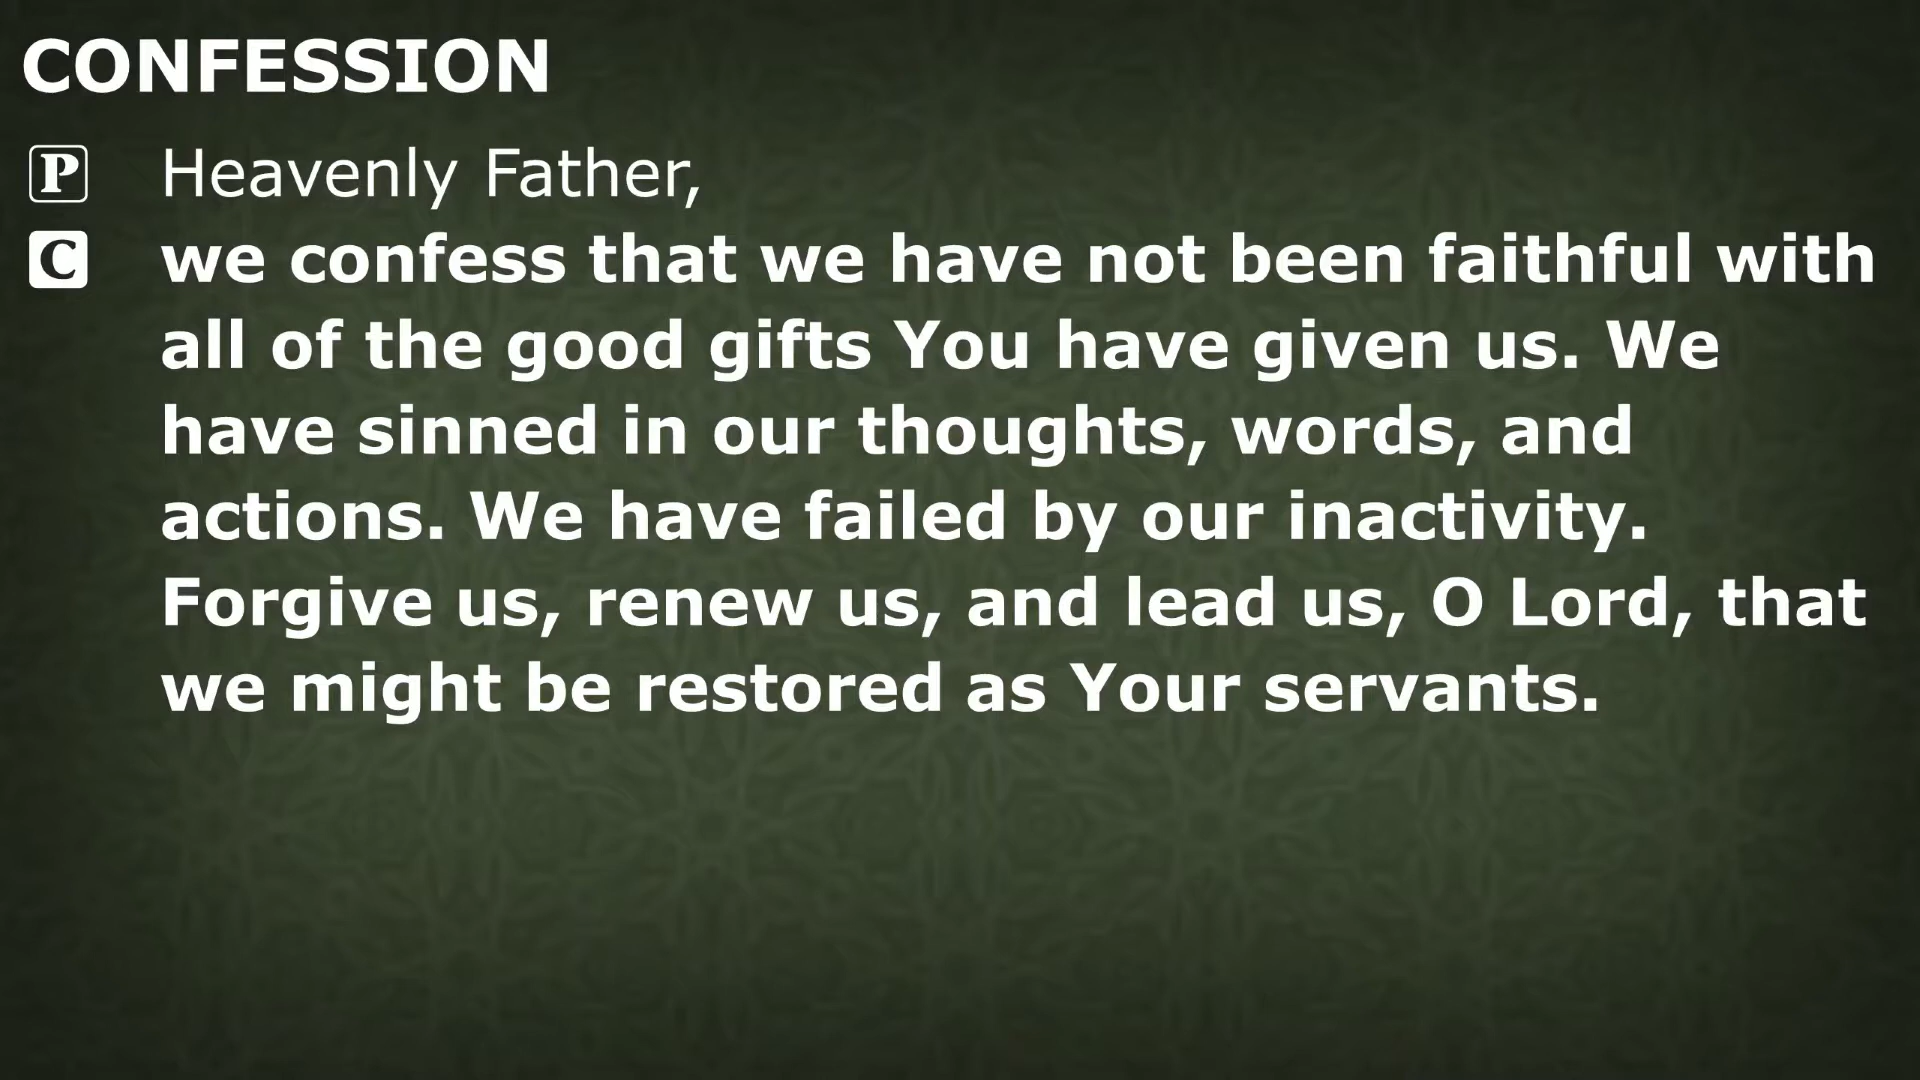 CONFESSION
P Heavenly Father,
C we confess that we have not been faithful with
all of the good gifts You have given us. We
have sinned in our thoughts, words, and
actions. We have failed by our inactivity.
Forgive us, renew us, and lead us, O Lord, that
we might be restored as Your servants.